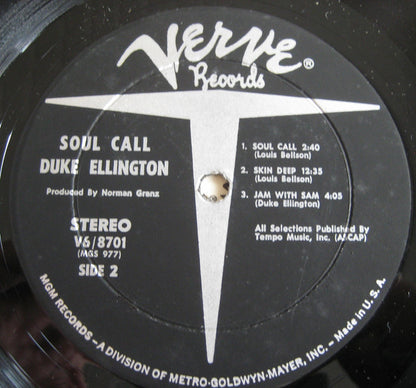 VERVE®
Records
SOUL CALL
DUKE ELLINGTON
Produced By Norman Granz
STEREO
V6/8701
(MGS 977)
SIDE 2
1. SOUL CALL 2:40
(Louis Bellson)
2. SKIN DEEP 12:35
(Louis Bellson)
3. JAM WITH SAM 4:05
(Duke Ellington)
All Selections Published By
Tempo Music, Inc. (ASCAP)
MGM RECORDS – A DIVISION OF METRO-GOLDWYN-MAYER, INC. – Made in U.S.A.